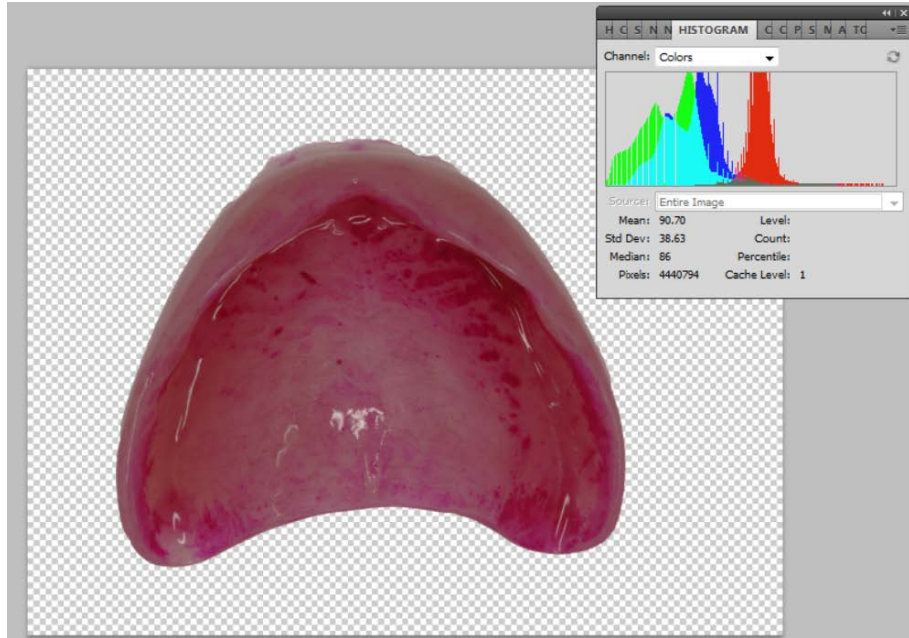 H C S N N HISTOGRAM C C P S M A TC
Channel: Colors
Source: Entire Image
Mean: 90.70 Level:
Std Dev: 38.63 Count:
Median: 86 Percentile:
Pixels: 4440794 Cache Level: 1